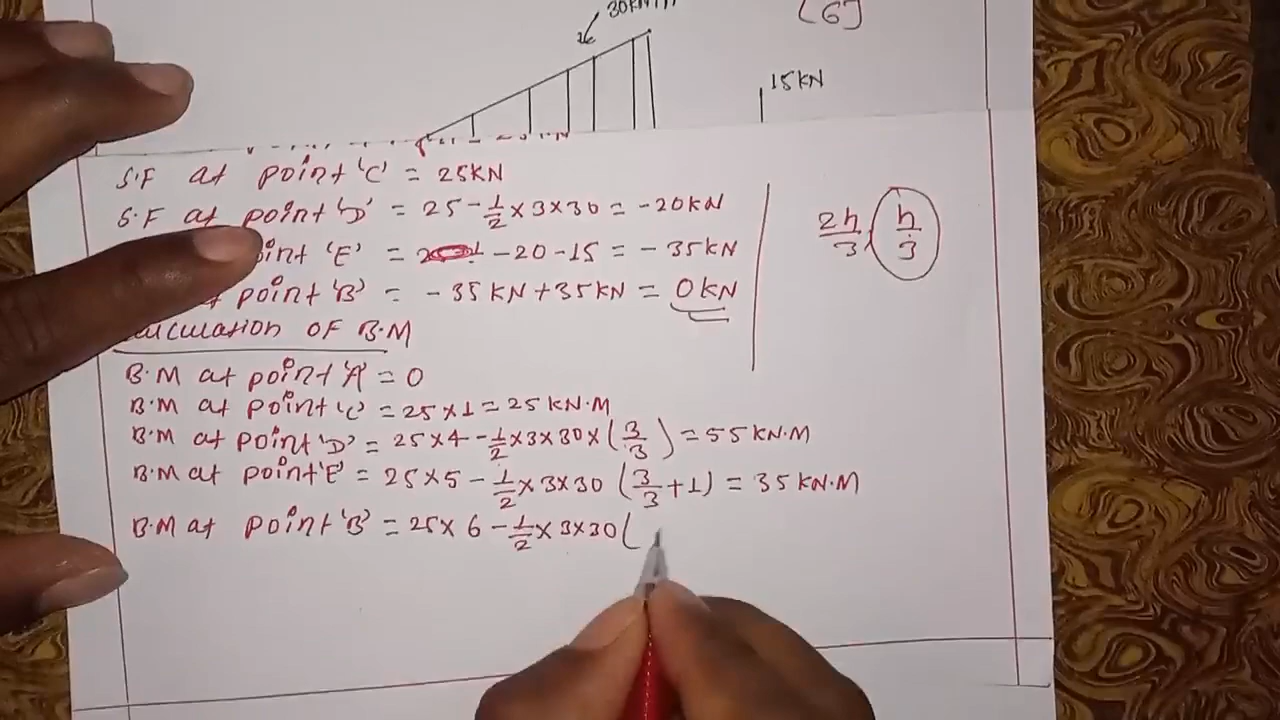 (6)
15KN
S.F at point 'C' = 25KN
S.F at point 'D' = 25 - 1/2 × 3 × 30 = -20KN
int 'E' = -20 - 15 = - 35KN
point 'B' = - 35KN + 35KN = 0KN
2h/3, h/3
OF B.M
B.M at point 'A' = 0
B.M at point 'C' = 25 × 1 = 25 KN.M
B.M at point 'D' = 25 × 4 - 1/2 × 3 × 30 × (3/3) = 55 KN.M
B.M at point 'E' = 25 × 5 - 1/2 × 3 × 30 (3/3 + 1) = 35 KN.M
B.M at point 'B' = 25 × 6 - 1/2 × 3 × 30 (